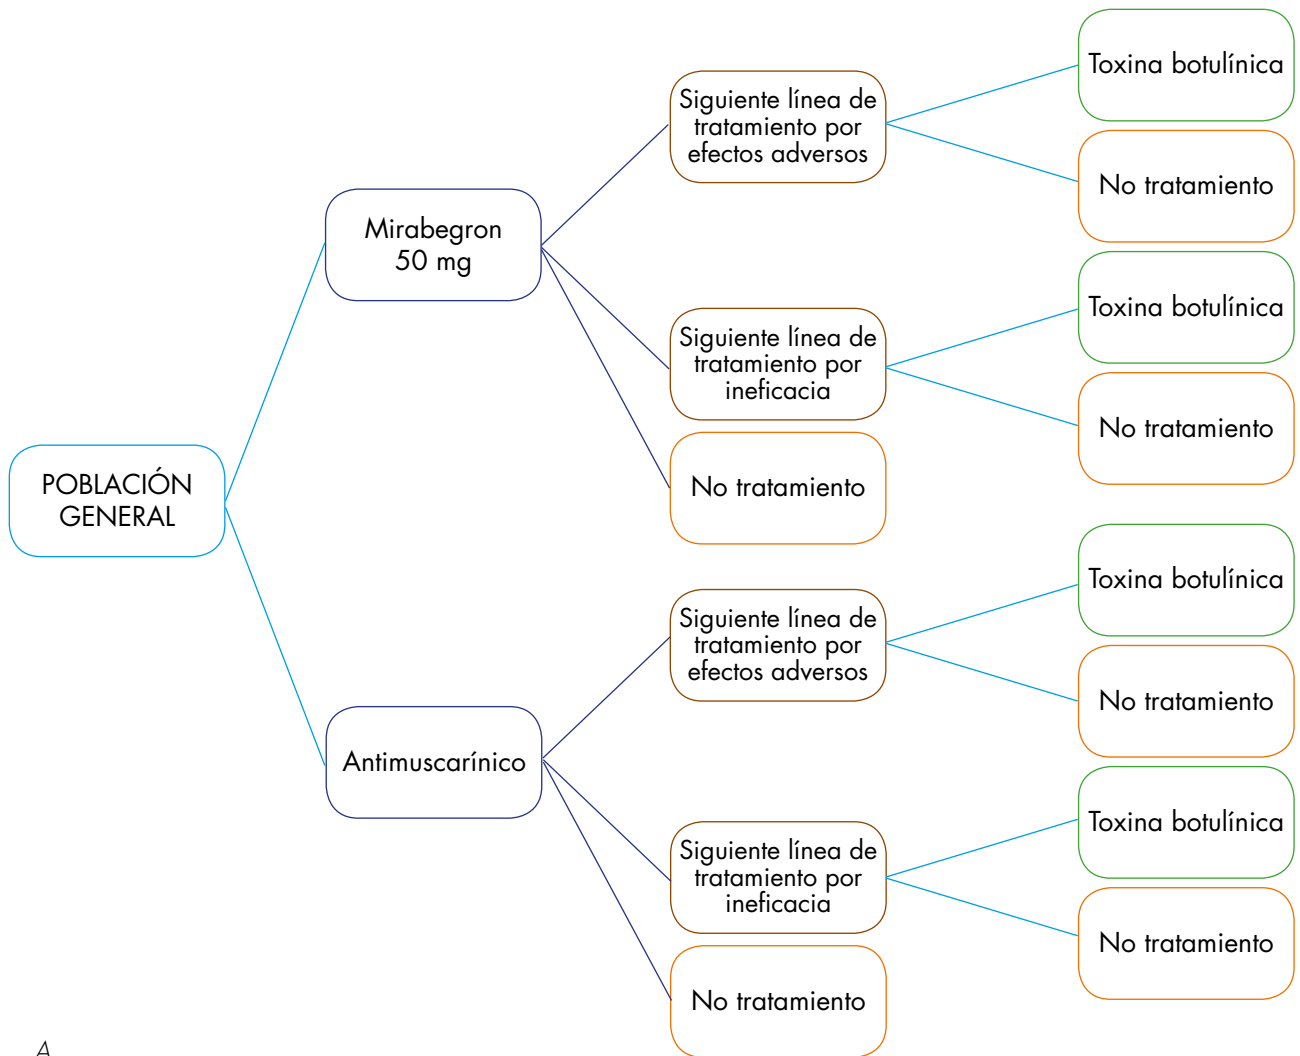 Toxina botulínica
Siguiente línea de
tratamiento por
efectos adversos
No tratamiento
Mirabegron
50 mg
Toxina botulínica
Siguiente línea de
tratamiento por
ineficacia
No tratamiento
No tratamiento
POBLACIÓN
GENERAL
Toxina botulínica
Siguiente línea de
tratamiento por
efectos adversos
No tratamiento
Antimuscarínico
Toxina botulínica
Siguiente línea de
tratamiento por
ineficacia
No tratamiento
No tratamiento
A